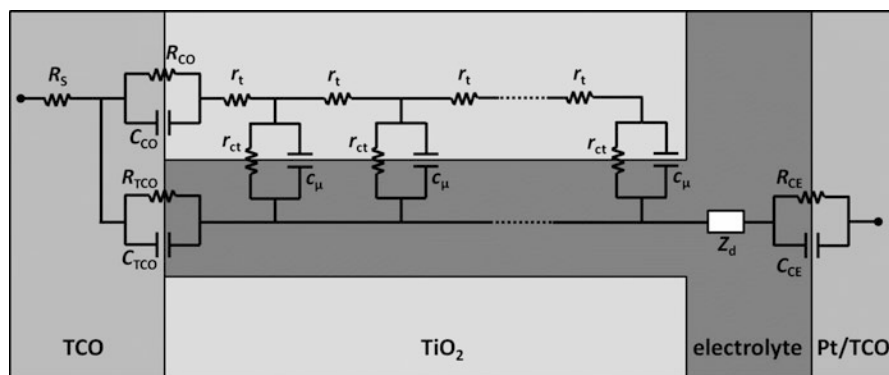 R_CO
R_S r_t r_t r_t r_t
C_CO r_ct r_ct r_ct
R_TCO c_μ c_μ c_μ R_CE
C_TCO Z_d C_CE
TCO TiO₂ electrolyte Pt/TCO